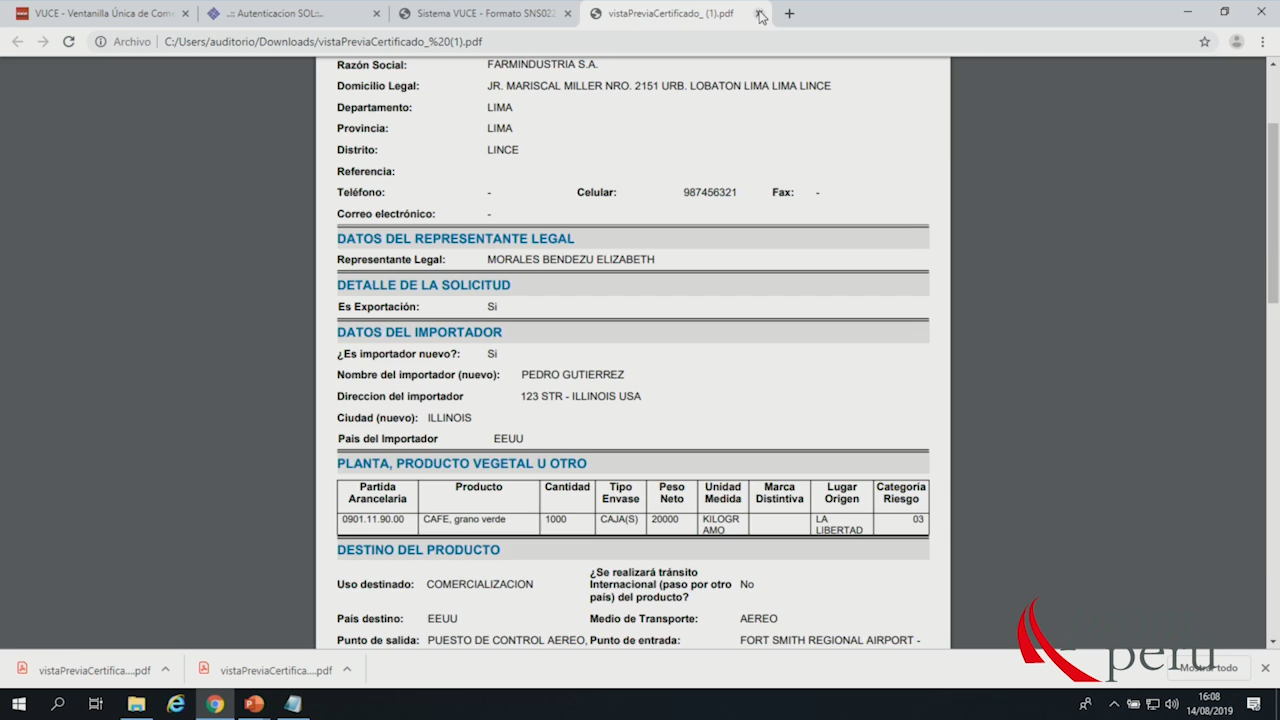 VUCE - Ventanilla Única de Come
.:: Autenticacion SOL::.
Sistema VUCE - Formato SNS022
vistaPreviaCertificado_ (1).pdf
Archivo
C:/Users/auditorio/Downloads/vistaPreviaCertificado_%20(1).pdf
Razón Social: FARMINDUSTRIA S.A.
Domicilio Legal: JR. MARISCAL MILLER NRO. 2151 URB. LOBATON LIMA LIMA LINCE
Departamento: LIMA
Provincia: LIMA
Distrito: LINCE
Referencia:
Teléfono: - Celular: 987456321 Fax: -
Correo electrónico: -
DATOS DEL REPRESENTANTE LEGAL
Representante Legal: MORALES BENDEZU ELIZABETH
DETALLE DE LA SOLICITUD
Es Exportación: Si
DATOS DEL IMPORTADOR
¿Es importador nuevo?: Si
Nombre del importador (nuevo): PEDRO GUTIERREZ
Direccion del importador 123 STR - ILLINOIS USA
Ciudad (nuevo): ILLINOIS
Pais del Importador EEUU
PLANTA, PRODUCTO VEGETAL U OTRO
Partida Producto Cantidad Tipo Peso Unidad Marca Lugar Categoría
Arancelaria Envase Neto Medida Distintiva Origen Riesgo
0901.11.90.00 CAFE, grano verde 1000 CAJA(S) 20000 KILOGR LA 03
AMO LIBERTAD
DESTINO DEL PRODUCTO
¿Se realizará tránsito
Uso destinado: COMERCIALIZACION Internacional (paso por otro No
país) del producto?
País destino: EEUU Medio de Transporte: AEREO
Punto de salida: PUESTO DE CONTROL AEREO, Punto de entrada: FORT SMITH REGIONAL AIRPORT -
perú
vistaPreviaCertifica....pdf
vistaPreviaCertifica....pdf
Mostrar todo
16:08
14/08/2019